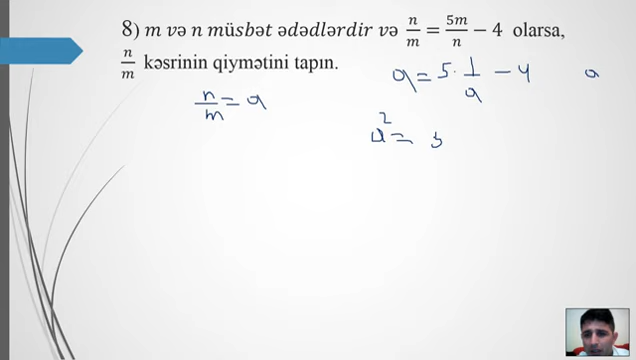 8) m və n müsbət ədədlərdir və n/m = 5m/n − 4 olarsa,
n/m kəsrinin qiymətini tapın.
a = 5 · 1/a − 4 a
n/m = a
a² = 5